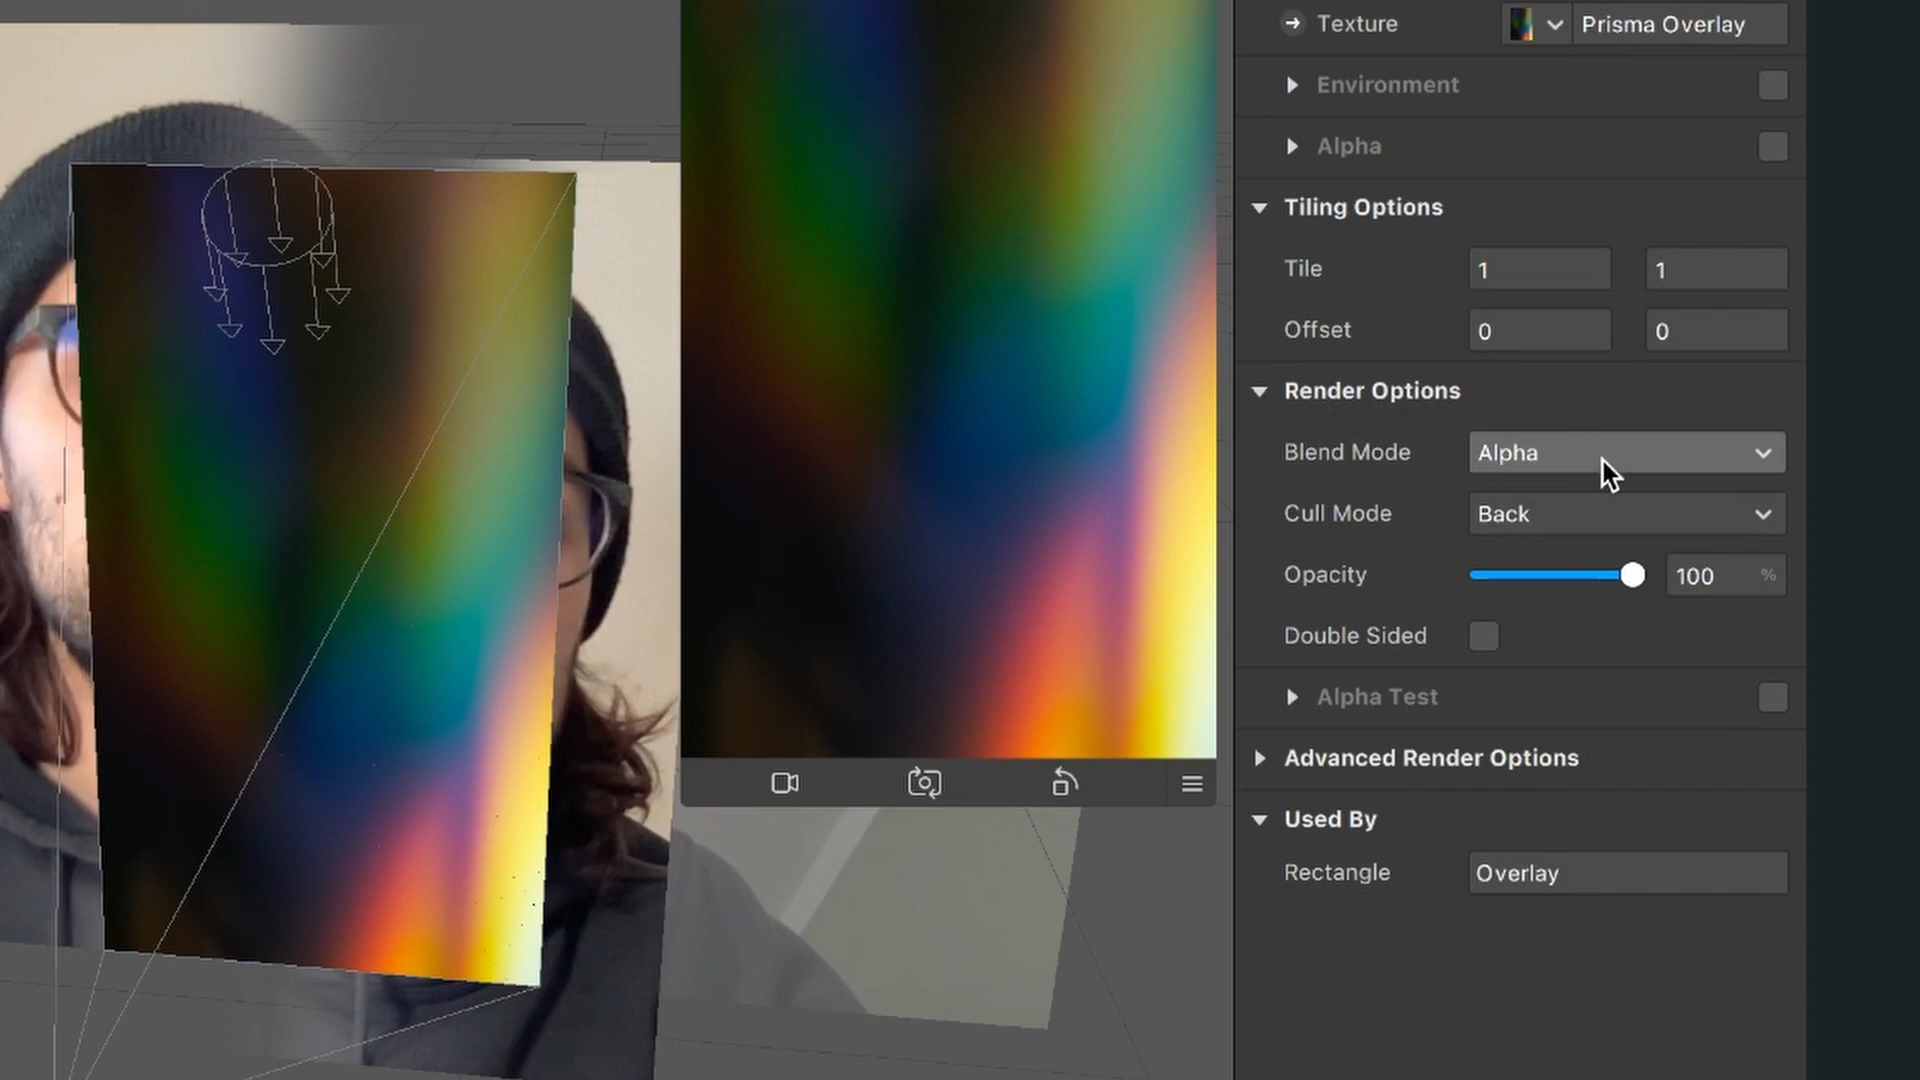 Texture Prisma Overlay
Environment
Alpha
Tiling Options
Tile 1 1
Offset 0 0
Render Options
Blend Mode Alpha
Cull Mode Back
Opacity 100 %
Double Sided
Alpha Test
Advanced Render Options
Used By
Rectangle Overlay